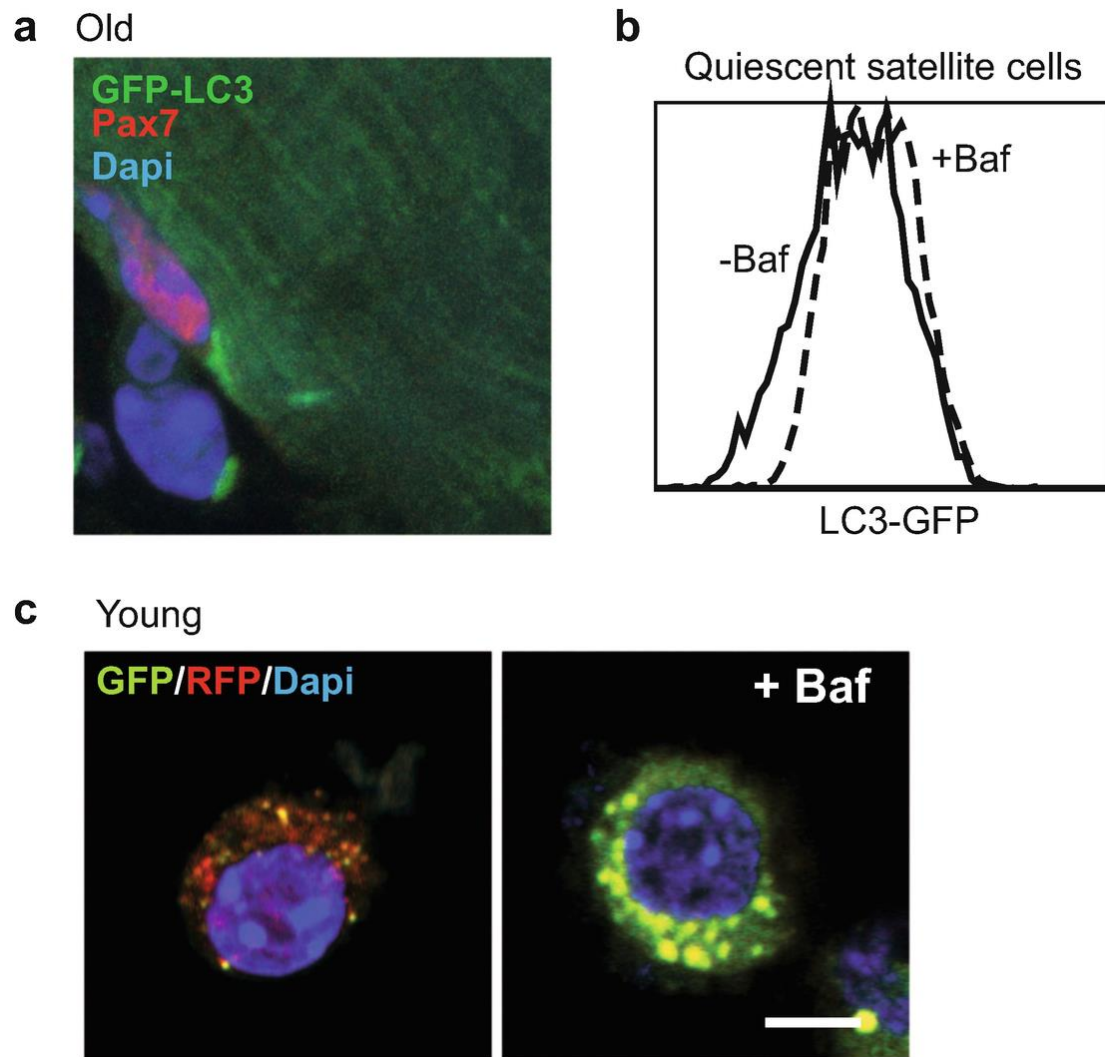 a Old
GFP-LC3
Pax7
Dapi
b
Quiescent satellite cells
+Baf
-Baf
LC3-GFP
c Young
GFP/RFP/Dapi
+ Baf